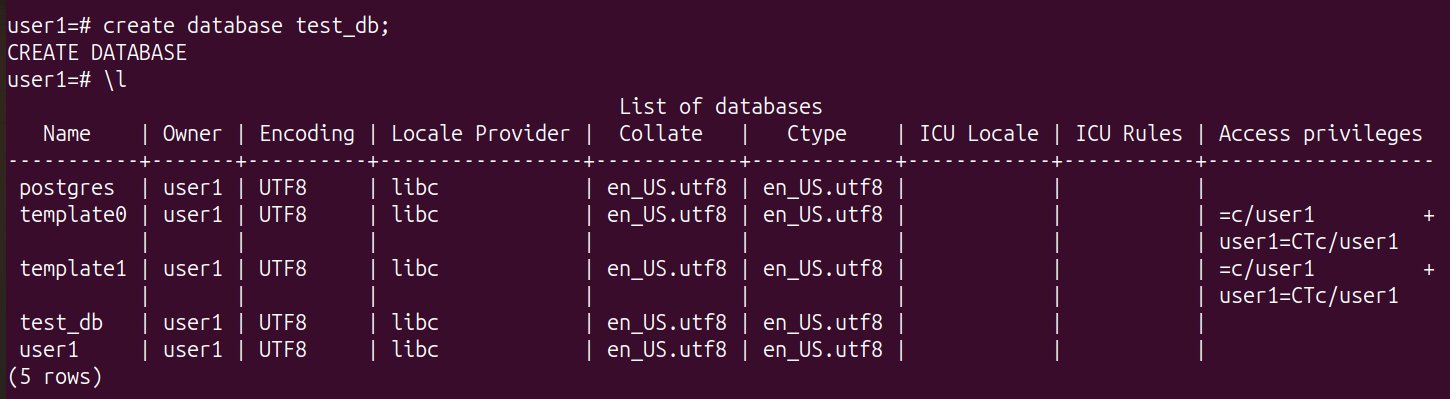 user1=# create database test_db;
CREATE DATABASE
user1=# \l
                                                   List of databases
   Name    | Owner | Encoding | Locale Provider |  Collate   |   Ctype    | ICU Locale | ICU Rules | Access privileges
-----------+-------+----------+-----------------+------------+------------+------------+-----------+-------------------
 postgres  | user1 | UTF8     | libc            | en_US.utf8 | en_US.utf8 |            |           |
 template0 | user1 | UTF8     | libc            | en_US.utf8 | en_US.utf8 |            |           | =c/user1         +
           |       |          |                 |            |            |            |           | user1=CTc/user1
 template1 | user1 | UTF8     | libc            | en_US.utf8 | en_US.utf8 |            |           | =c/user1         +
           |       |          |                 |            |            |            |           | user1=CTc/user1
 test_db   | user1 | UTF8     | libc            | en_US.utf8 | en_US.utf8 |            |           |
 user1     | user1 | UTF8     | libc            | en_US.utf8 | en_US.utf8 |            |           |
(5 rows)